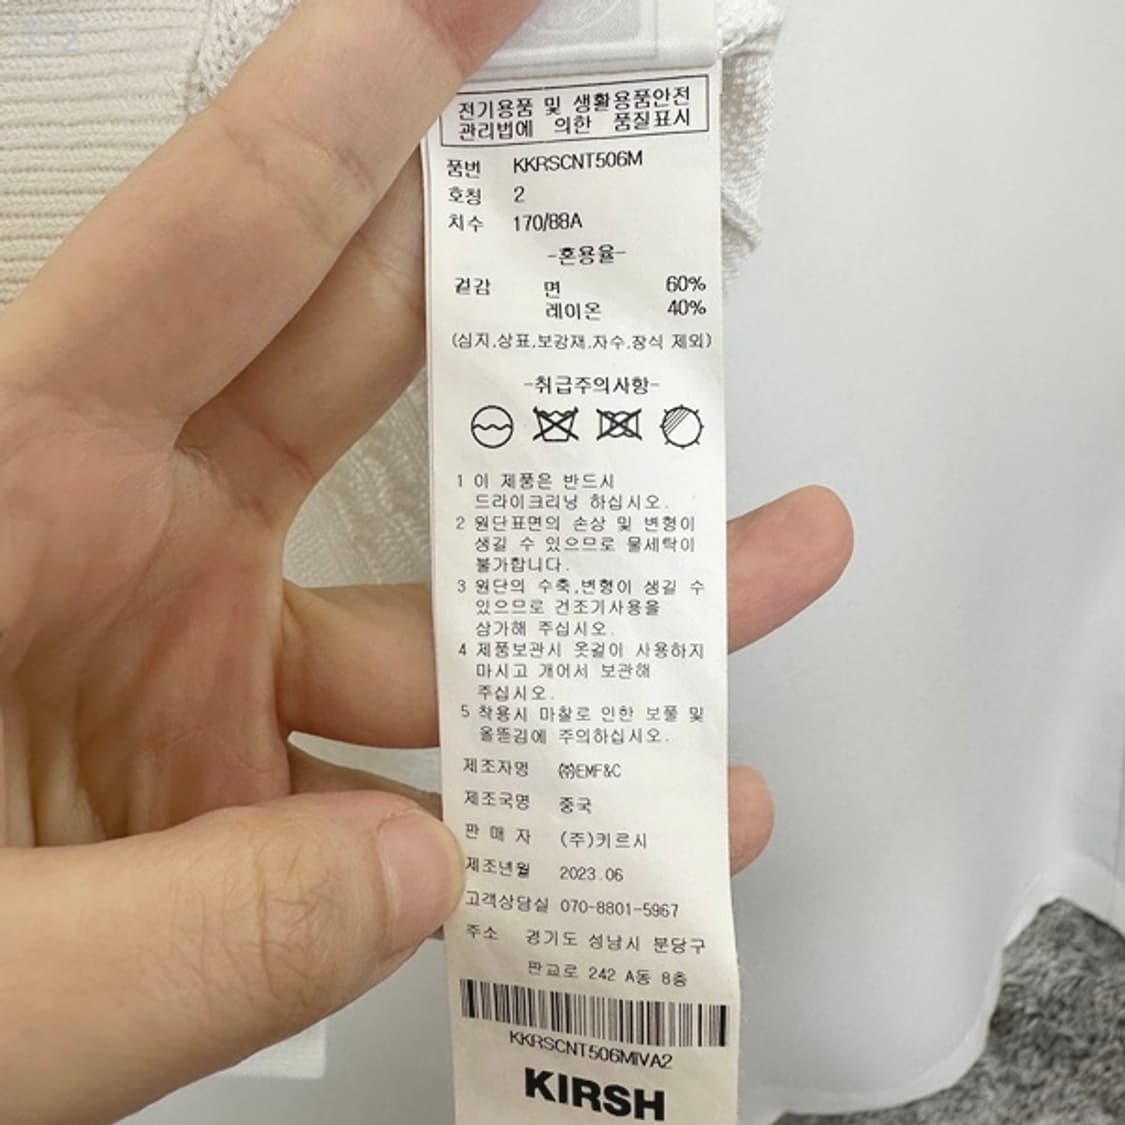 전기용품 및 생활용품안전
관리법에 의한 품질표시
품번 KKRSCNT506M
호칭 2
치수 170/88A
-혼용율-
겉감 면 60%
레이온 40%
(심지,상표,보강재,자수,장식 제외)
-취급주의사항-
1 이 제품은 반드시
드라이크리닝 하십시오.
2 원단표면의 손상 및 변형이
생길 수 있으므로 물세탁이
불가합니다.
3 원단의 수축,변형이 생길 수
있으므로 건조기사용을
삼가해 주십시오.
4 제품보관시 옷걸이 사용하지
마시고 개어서 보관해
주십시오.
5 착용시 마찰로 인한 보풀 및
올뜯김에 주의하십시오.
제조자명 ㈜EMF&C
제조국명 중국
판 매 자 (주)키르시
제조년월 2023.06
고객상담실 070-8801-5967
주소 경기도 성남시 분당구
판교로 242 A동 8층
KKRSCNT506MIVA2
KIRSH